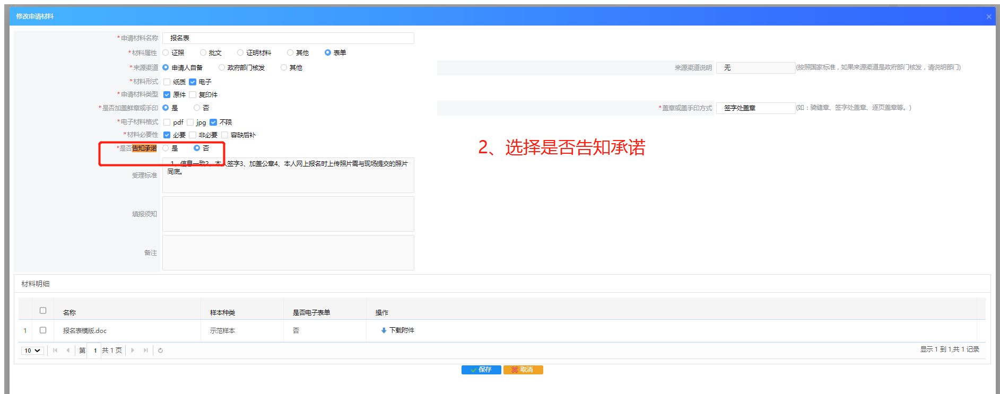 修改申请材料
*申请材料名称 报名表
*材料属性 证照 批文 证明材料 其他 表单
*来源渠道 申请人自备 政府部门核发 其他 来源渠道说明 无 (按照国家标准，如果来源渠道是政府部门核发，请说明部门)
*材料形式 纸质 电子
*申请材料类型 原件 复印件
*是否加盖鲜章或手印 是 否 *盖章或盖手印方式 签字处盖章 (如：骑缝章、签字处盖章、逐页盖章等。)
*电子材料格式 pdf jpg 不限
*材料必要性 必要 非必要 容缺后补
*是否告知承诺 是 否
2、选择是否告知承诺
受理标准
1、信息一致2、本人签字3、加盖公章4、本人网上报名时上传照片需与现场提交的照片
同底。
填报须知
备注
材料明细
名称 样本种类 是否电子表单 操作
1 报名表模版.doc 示范样本 否 下载附件
10 第 1 共 1 页 显示 1 到 1,共 1 记录
保存 取消